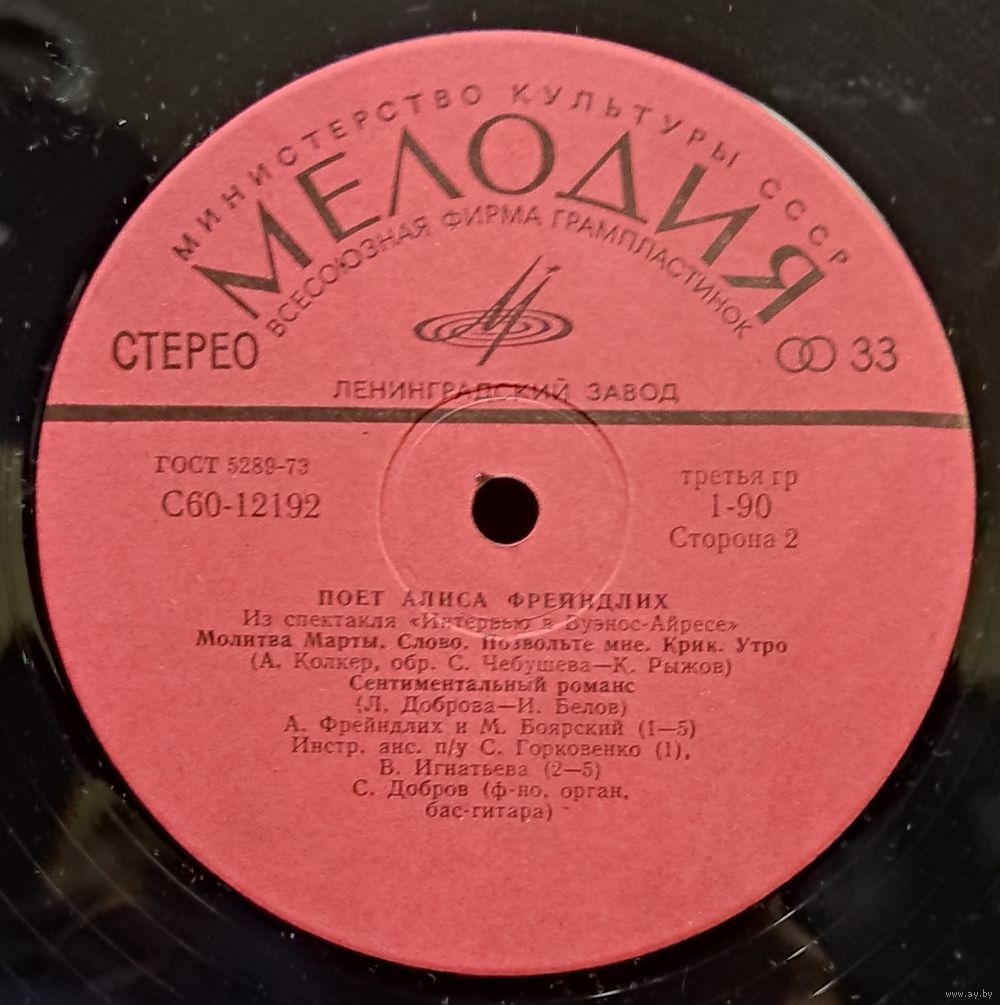 МИНИСТЕРСТВО КУЛЬТУРЫ СССР
МЕЛОДИЯ
ВСЕСОЮЗНАЯ ФИРМА ГРАМПЛАСТИНОК
СТЕРЕО
33
ЛЕНИНГРАДСКИЙ ЗАВОД
ГОСТ 5289-73
С60-12192
третья гр
1-90
Сторона 2
ПОЕТ АЛИСА ФРЕЙНДЛИХ
Из спектакля «Интервью в Буэнос-Айресе»
Молитва Марты. Слово. Позвольте мне. Крик. Утро
(А. Колкер, обр. С. Чебушева—К. Рыжов)
Сентиментальный романс
(Л. Доброва—И. Белов)
А. Фрейндлих и М. Боярский (1—5)
Инстр. анс. п/у С. Горковенко (1),
В. Игнатьева (2—5)
С. Добров (ф-но, орган,
бас-гитара)
www.ay.by